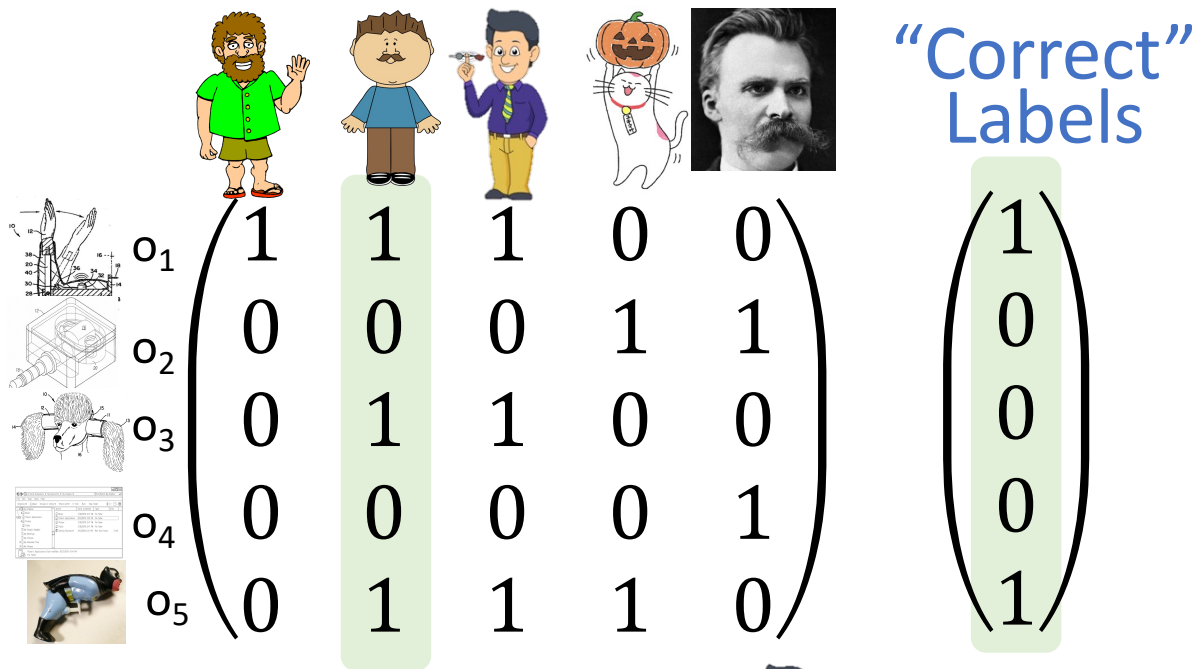 “Correct”
Labels
o1 1 1 1 0 0 1
o2 0 0 0 1 1 0
o3 0 1 1 0 0 0
o4 0 0 0 0 1 0
o5 0 1 1 1 0 1